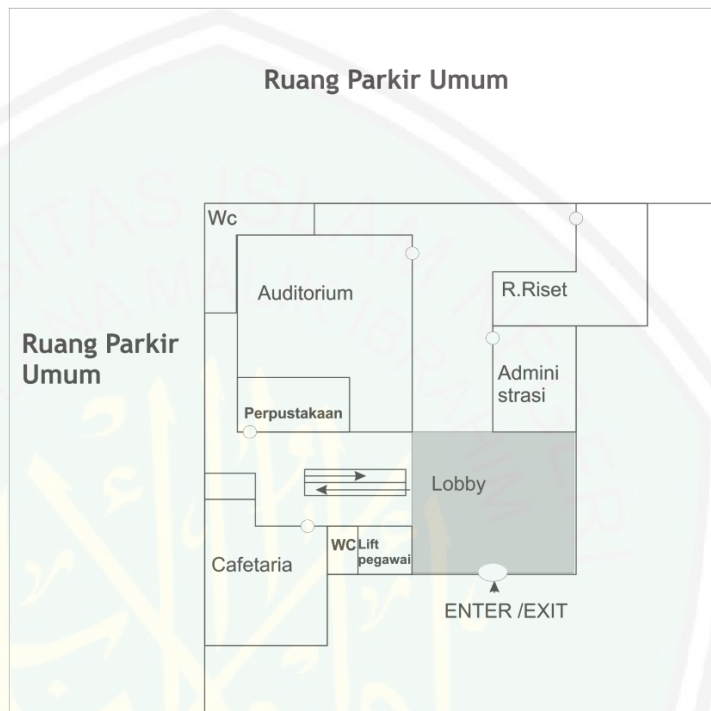 Ruang Parkir Umum
Wc
Auditorium
R.Riset
Ruang Parkir
Umum
Admini
strasi
Perpustakaan
Lobby
WC
Lift
pegawai
Cafetaria
ENTER /EXIT